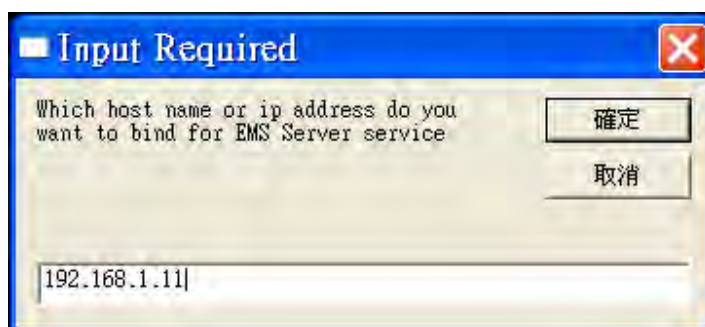 Input Required
Which host name or ip address do you
want to bind for EMS Server service
確定
取消
192.168.1.11